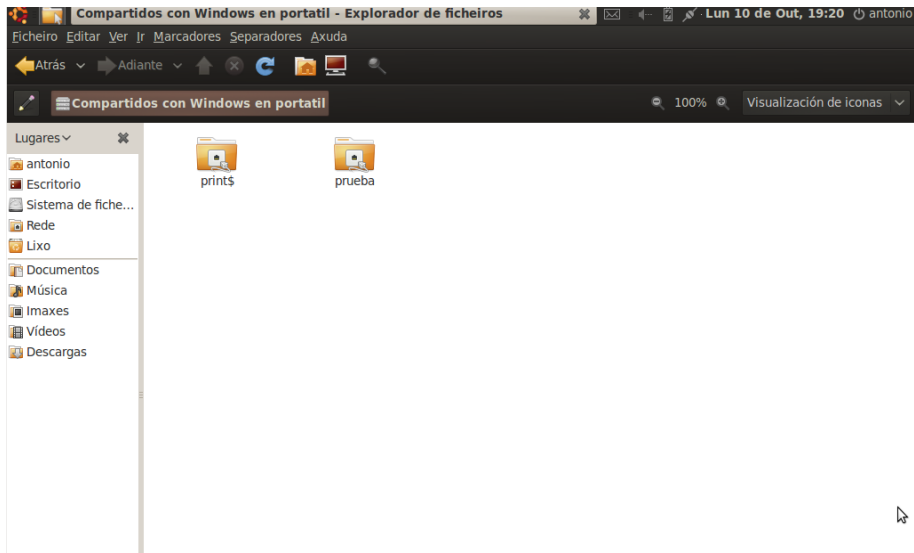 Compartidos con Windows en portatil - Explorador de ficheiros
Lun 10 de Out, 19:20 antonio
Ficheiro Editar Ver Ir Marcadores Separadores Axuda
Atrás Adiante
Compartidos con Windows en portatil 100% Visualización de iconas
Lugares
antonio
Escritorio
Sistema de fiche...
Rede
Lixo
Documentos
Música
Imaxes
Vídeos
Descargas
print$ prueba